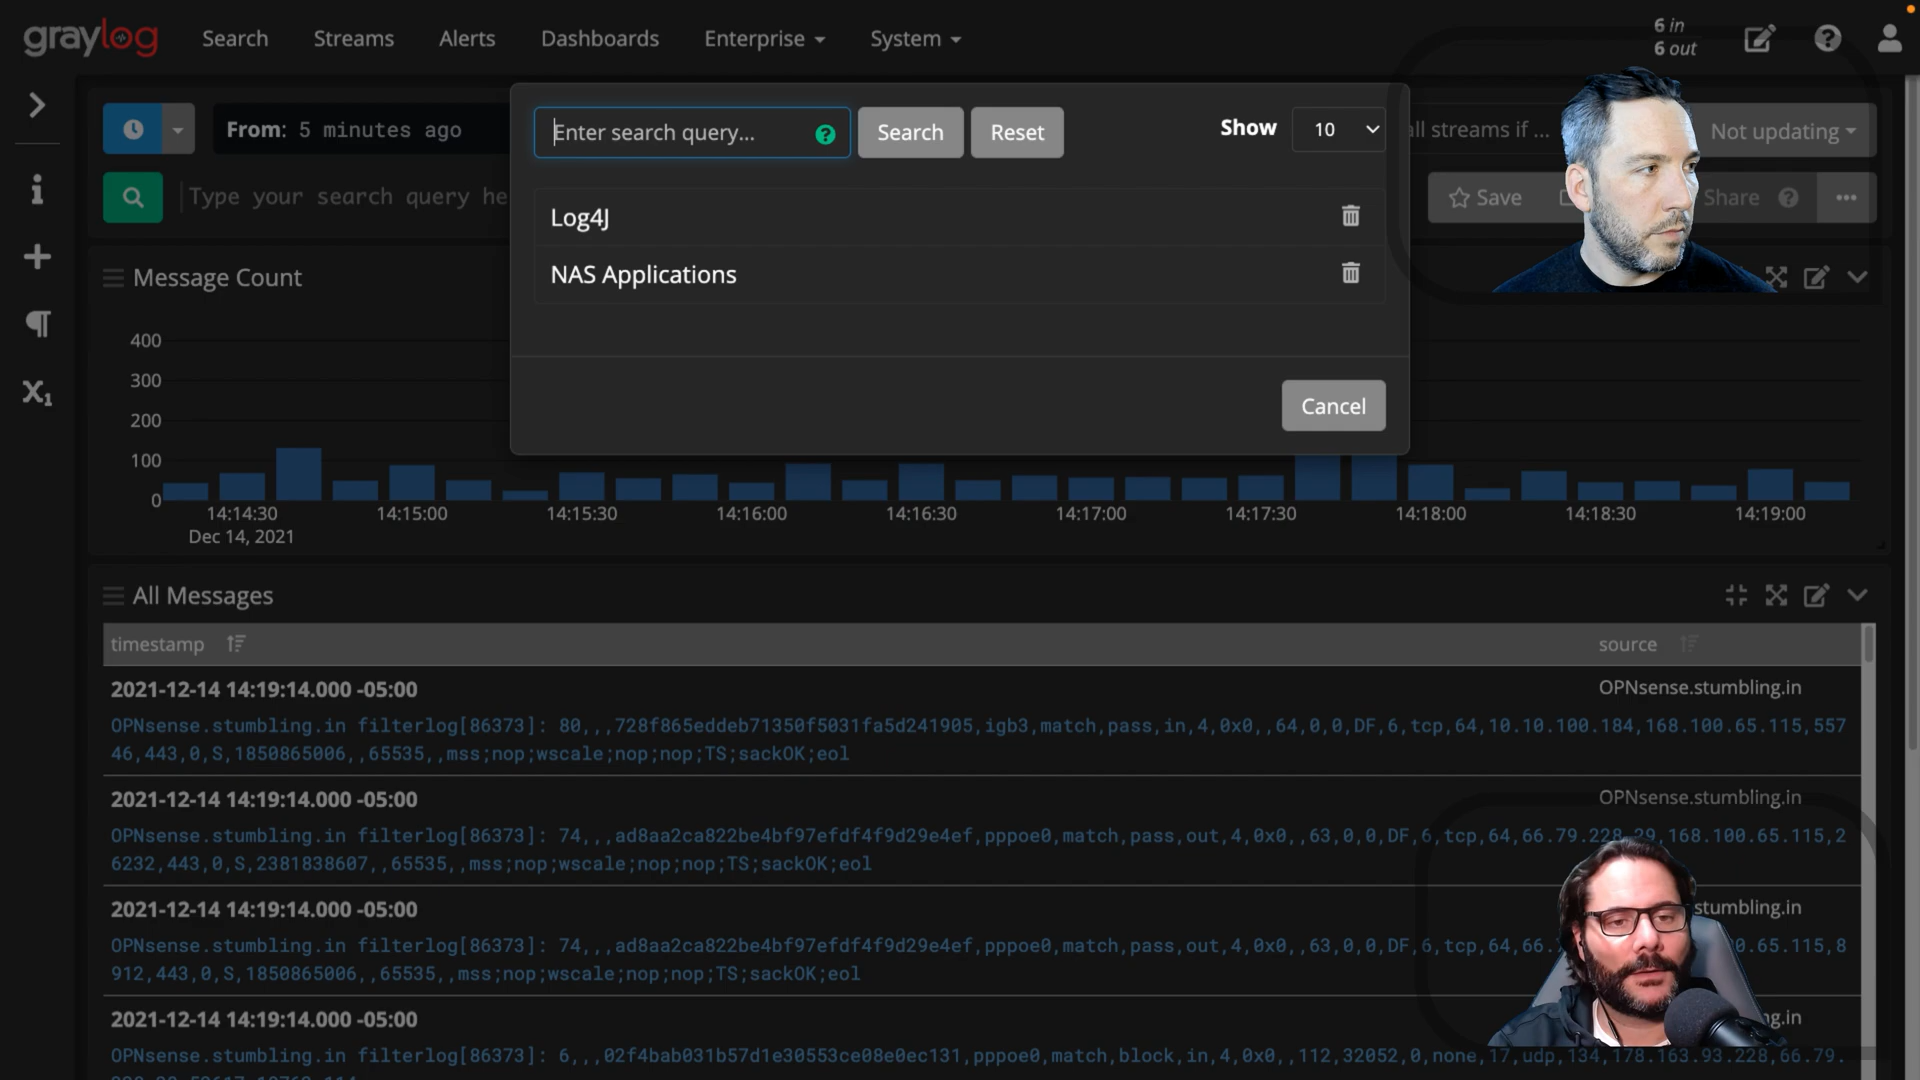 graylog Search Streams Alerts Dashboards Enterprise System
6 in
6 out
Enter search query... Search Reset Show 10
From: 5 minutes ago
all streams if ... Not updating
Type your search query he
Save Share
Log4J
NAS Applications
Cancel
Message Count
400
300
200
100
0
14:14:30 14:15:00 14:15:30 14:16:00 14:16:30 14:17:00 14:17:30 14:18:00 14:18:30 14:19:00
Dec 14, 2021
All Messages
timestamp source
2021-12-14 14:19:14.000 -05:00 OPNsense.stumbling.in
OPNsense.stumbling.in filterlog[86373]: 80,,,728f865eddeb71350f5031fa5d241905,igb3,match,pass,in,4,0x0,,64,0,0,DF,6,tcp,64,10.10.100.184,168.100.65.115,557
46,443,0,S,1850865006,,65535,,mss;nop;wscale;nop;nop;TS;sackOK;eol
2021-12-14 14:19:14.000 -05:00 OPNsense.stumbling.in
OPNsense.stumbling.in filterlog[86373]: 74,,,ad8aa2ca822be4bf97efdf4f9d29e4ef,pppoe0,match,pass,out,4,0x0,,63,0,0,DF,6,tcp,64,66.79.228.29,168.100.65.115,2
6232,443,0,S,2381838607,,65535,,mss;nop;wscale;nop;nop;TS;sackOK;eol
2021-12-14 14:19:14.000 -05:00 stumbling.in
OPNsense.stumbling.in filterlog[86373]: 74,,,ad8aa2ca822be4bf97efdf4f9d29e4ef,pppoe0,match,pass,out,4,0x0,,63,0,0,DF,6,tcp,64,66. 0.65.115,8
912,443,0,S,1850865006,,65535,,mss;nop;wscale;nop;nop;TS;sackOK;eol
2021-12-14 14:19:14.000 -05:00 g.in
OPNsense.stumbling.in filterlog[86373]: 6,,,02f4bab031b57d1e30553ce08e0ec131,pppoe0,match,block,in,4,0x0,,112,32052,0,none,17,udp,134,178.163.93.228,66.79.